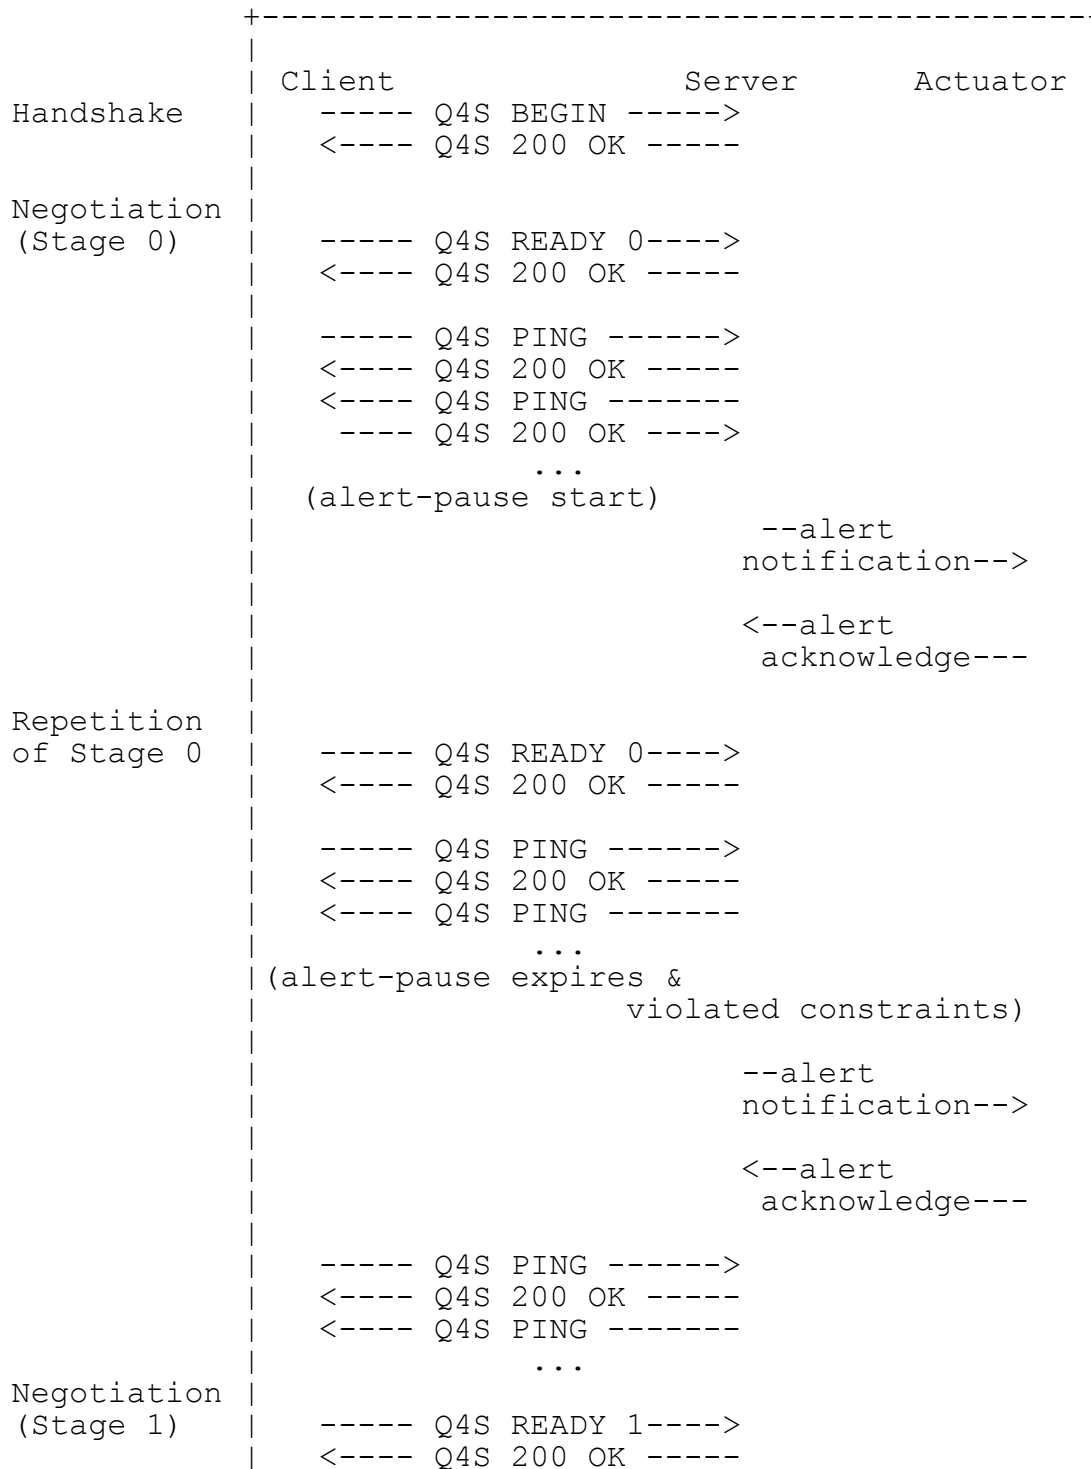 +--------------------------------------------
            |
            | Client               Server      Actuator
Handshake   |   ----- Q4S BEGIN ----->
            |   <---- Q4S 200 OK -----
            |
Negotiation |
(Stage 0)   |   ----- Q4S READY 0---->
            |   <---- Q4S 200 OK -----
            |
            |   ----- Q4S PING ------>
            |   <---- Q4S 200 OK -----
            |   <---- Q4S PING -------
            |    ---- Q4S 200 OK ---->
            |              ...
            |  (alert-pause start)
            |                          --alert
            |                         notification-->
            |
            |                         <--alert
            |                          acknowledge---
            |
Repetition  |
of Stage 0  |   ----- Q4S READY 0---->
            |   <---- Q4S 200 OK -----
            |
            |   ----- Q4S PING ------>
            |   <---- Q4S 200 OK -----
            |   <---- Q4S PING -------
            |              ...
            |(alert-pause expires &
            |                   violated constraints)
            |
            |                         --alert
            |                         notification-->
            |
            |                         <--alert
            |                          acknowledge---
            |
            |   ----- Q4S PING ------>
            |   <---- Q4S 200 OK -----
            |   <---- Q4S PING -------
            |              ...
Negotiation |
(Stage 1)   |   ----- Q4S READY 1---->
            |   <---- Q4S 200 OK -----